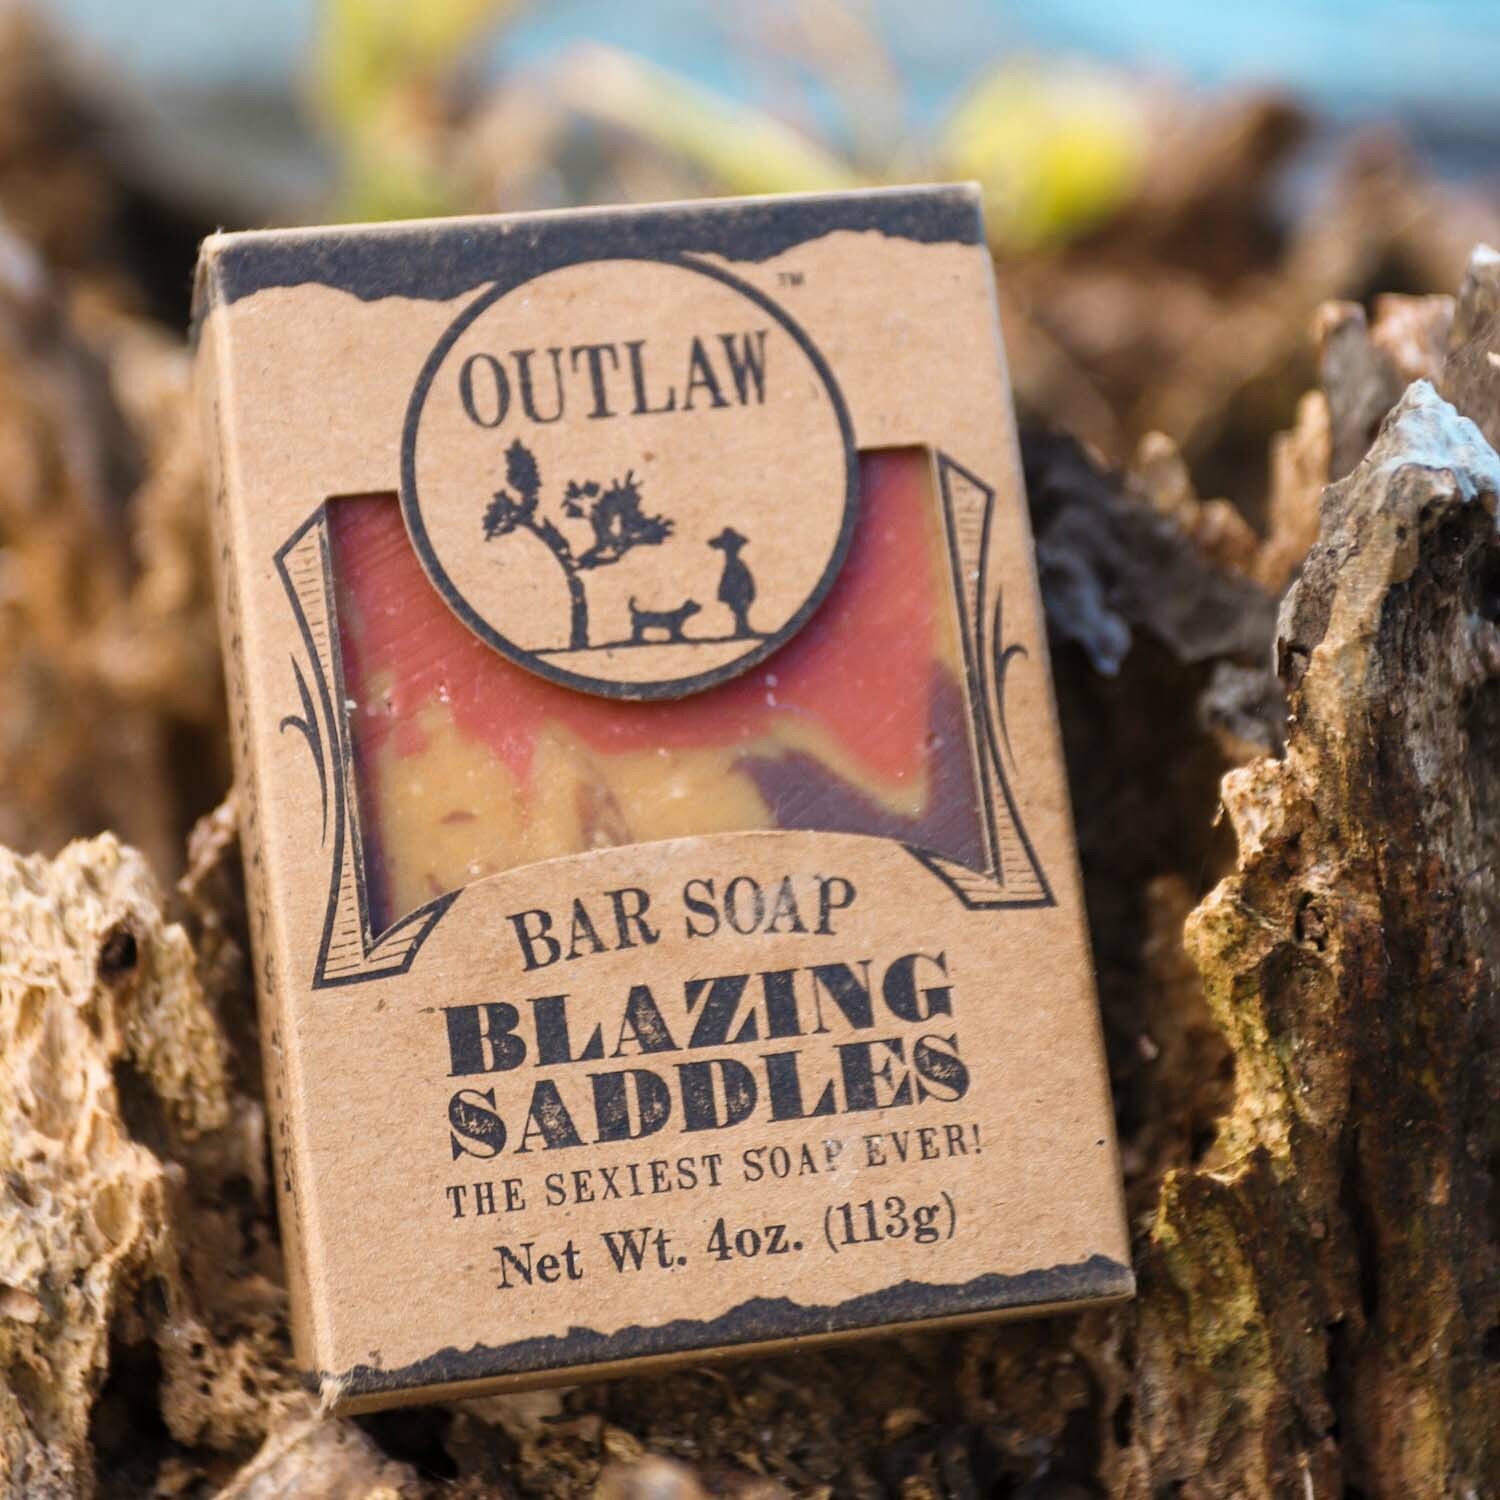 OUTLAW
TM
BAR SOAP
BLAZING
SADDLES
THE SEXIEST SOAP EVER!
Net Wt. 4oz. (113g)